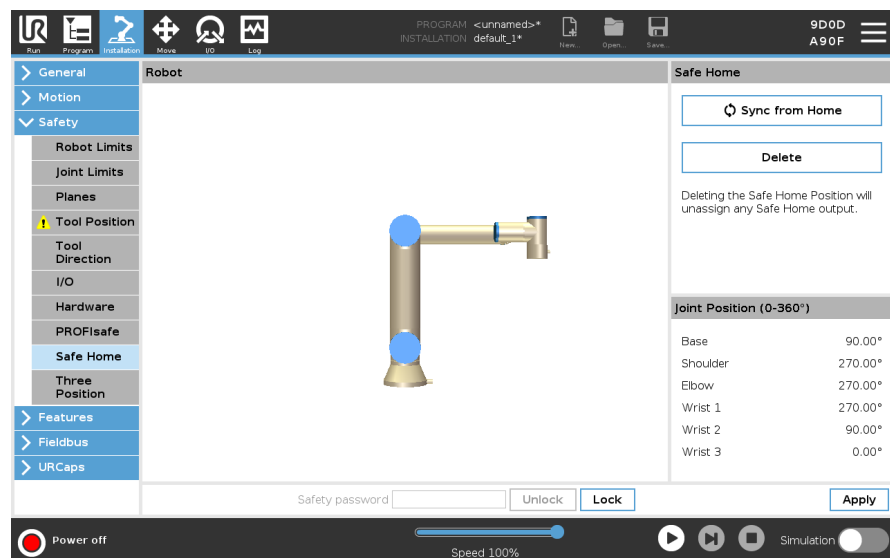 PROGRAM <unnamed>*
INSTALLATION default_1*
9D0D
A90F
Run Program Installation Move I/O Log
New... Open... Save...
General
Motion
Safety
Robot Limits
Joint Limits
Planes
Tool Position
Tool
Direction
I/O
Hardware
PROFIsafe
Safe Home
Three
Position
Features
Fieldbus
URCaps
Robot
Safe Home
Sync from Home
Delete
Deleting the Safe Home Position will
unassign any Safe Home output.
Joint Position (0-360°)
Base 90.00°
Shoulder 270.00°
Elbow 270.00°
Wrist 1 270.00°
Wrist 2 90.00°
Wrist 3 0.00°
Safety password Unlock Lock Apply
Power off
Speed 100%
Simulation